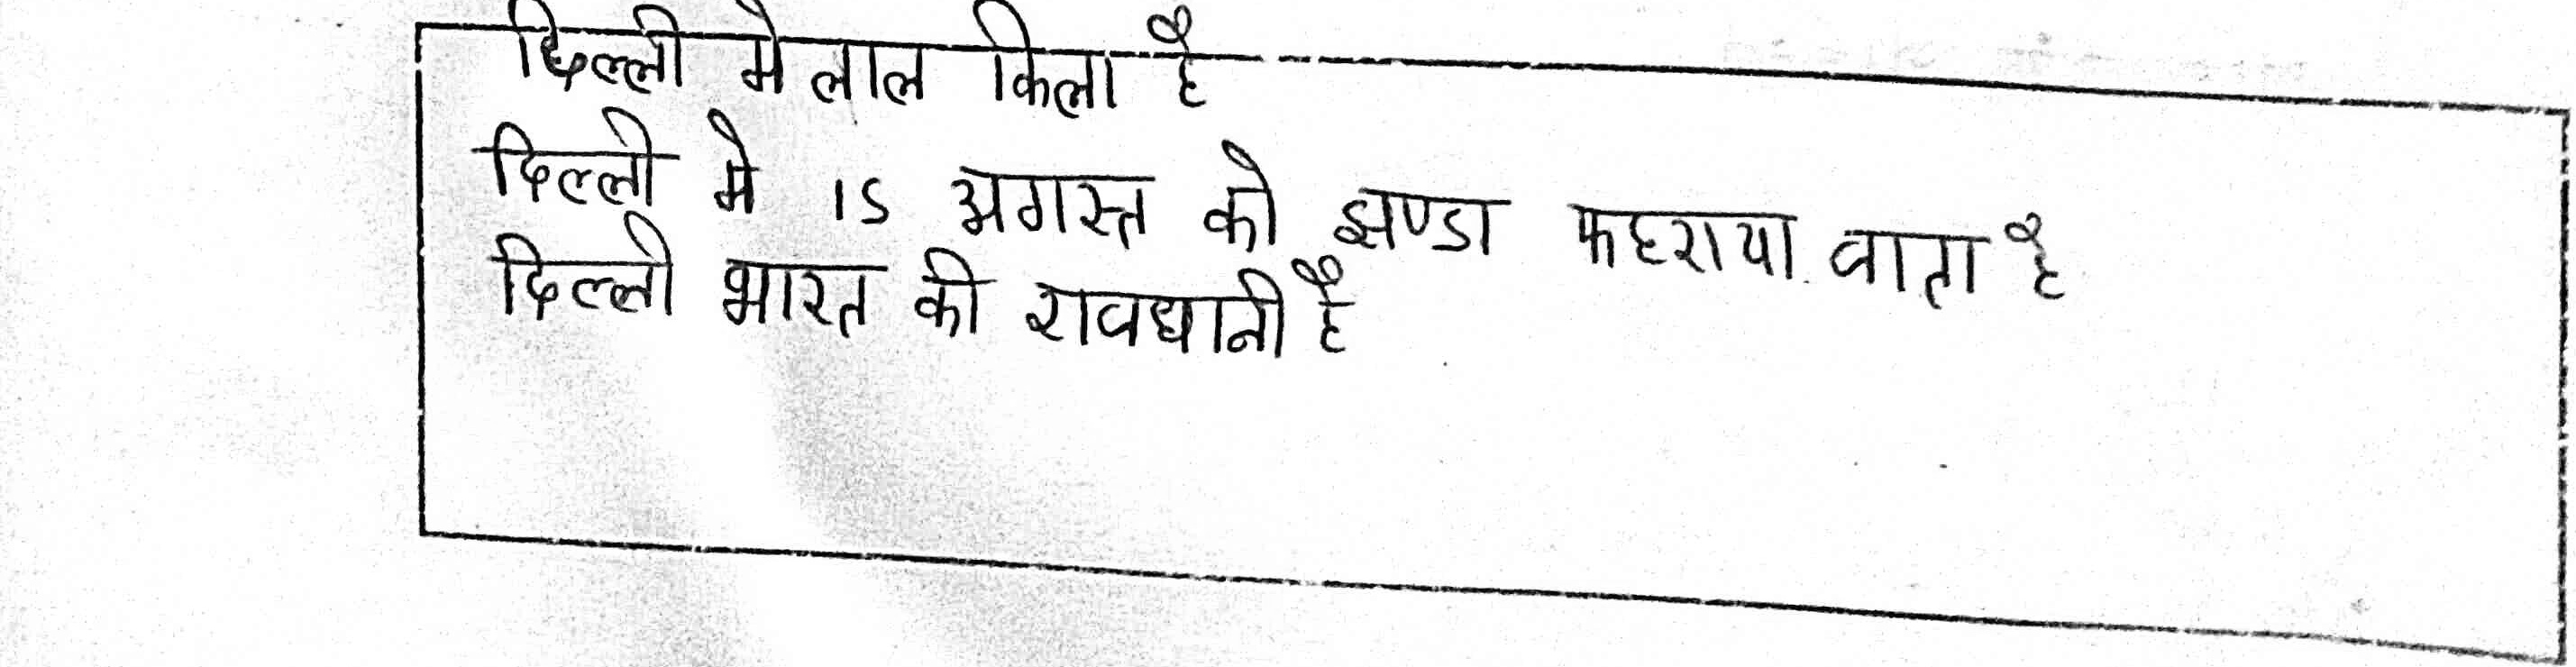 दिल्ली मे लाल किला है
दिल्ली मे 15 अगस्त को झण्डा फहराया जाता है
दिल्ली भारत की राजधानी है